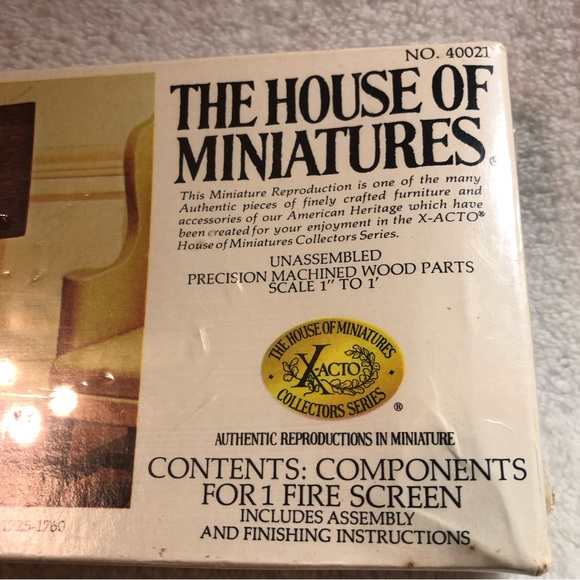 NO. 40021
THE HOUSE OF
MINIATURES®
This Miniature Reproduction is one of the many
Authentic pieces of finely crafted furniture and
accessories of our American Heritage which have
been created for your enjoyment in the X-ACTO®
House of Miniatures Collectors Series.
UNASSEMBLED
PRECISION MACHINED WOOD PARTS
SCALE 1" TO 1'
THE HOUSE OF MINIATURES
X-ACTO
COLLECTORS SERIES
®
AUTHENTIC REPRODUCTIONS IN MINIATURE
CONTENTS: COMPONENTS
FOR 1 FIRE SCREEN
INCLUDES ASSEMBLY
AND FINISHING INSTRUCTIONS
1725-1760